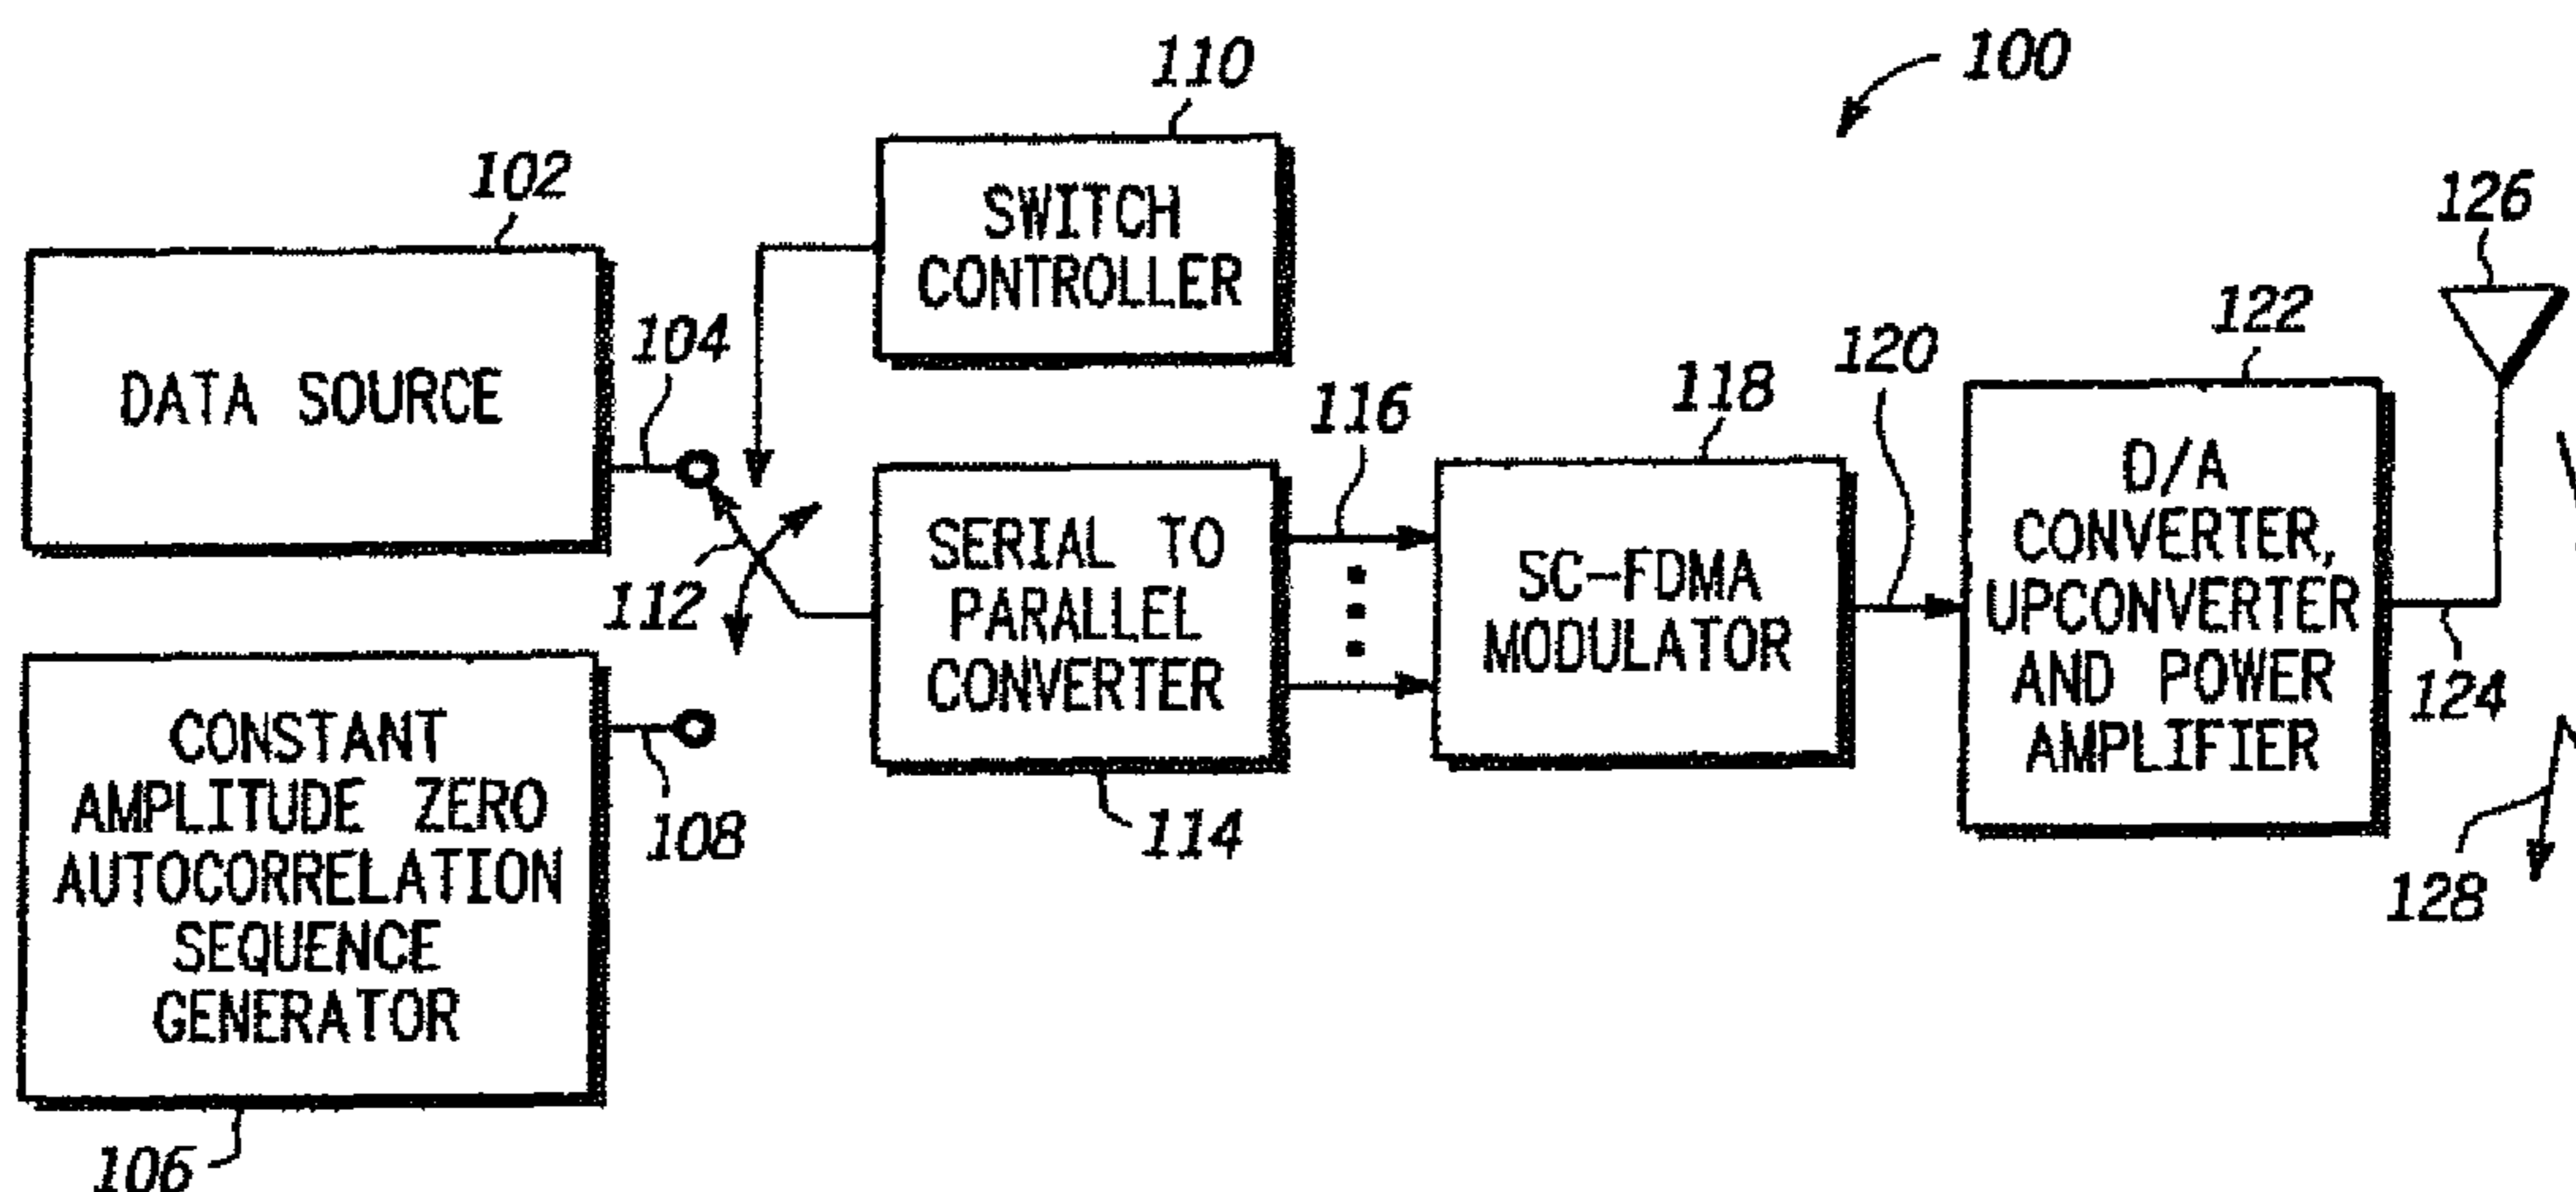 100
110
SWITCH
CONTROLLER
102
DATA SOURCE
104
112
CONSTANT
AMPLITUDE ZERO
AUTOCORRELATION
SEQUENCE
GENERATOR
106
108
SERIAL TO
PARALLEL
CONVERTER
114
116
SC-FDMA
MODULATOR
118
120
122
D/A
CONVERTER,
UPCONVERTER
AND POWER
AMPLIFIER
124
126
128